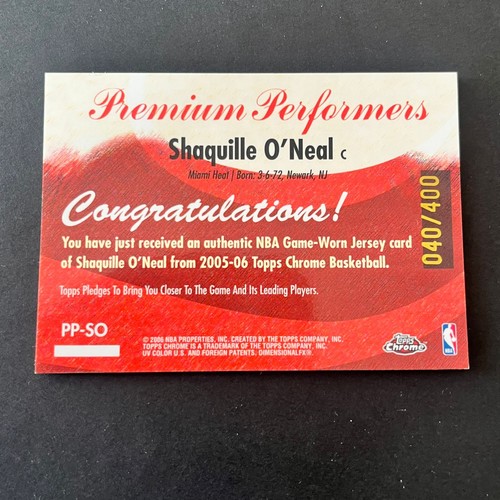 Premium Performers
Shaquille O'Neal C
Miami Heat | Born: 3-6-72, Newark, NJ
Congratulations!
040/400
You have just received an authentic NBA Game-Worn Jersey card
of Shaquille O'Neal from 2005-06 Topps Chrome Basketball.
Topps Pledges To Bring You Closer To The Game And Its Leading Players.
PP-SO
© 2006 NBA PROPERTIES, INC. CREATED BY THE TOPPS COMPANY, INC.
TOPPS CHROME IS A TRADEMARK OF THE TOPPS COMPANY, INC.
UV COLOR U.S. AND FOREIGN PATENTS. DIMENSIONALFX®.
Topps
Chrome
NBA